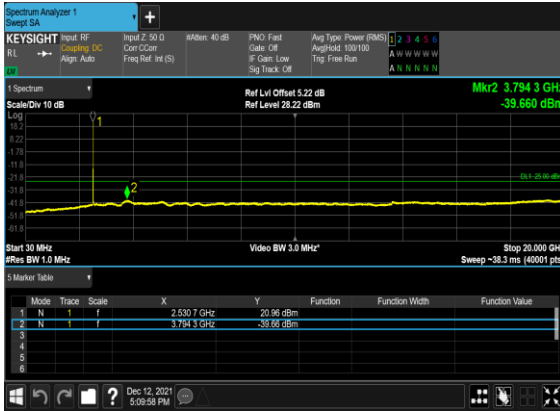 Spectrum Analyzer 1
Swept SA
+
KEYSIGHT Input: RF Input Z: 50 Ω #Atten: 40 dB PNO: Fast Avg Type: Power (RMS) 1 2 3 4 5 6
RL Coupling: DC Corr CCorr Gate: Off Avg|Hold: 100/100 A W W W W W
Align: Auto Freq Ref: Int (S) IF Gain: Low Trig: Free Run
Sig Track: Off A N N N N N
1 Spectrum Ref Lvl Offset 5.22 dB Mkr2 3.794 3 GHz
Scale/Div 10 dB Ref Level 28.22 dBm -39.660 dBm
Log
18.2
8.22
-1.78
-11.8
-21.8
-31.8
-41.8
-51.8
-61.8
1
2
DL1 -25.00 dBm
Start 30 MHz Video BW 3.0 MHz* Stop 20.000 GH
#Res BW 1.0 MHz Sweep ~38.3 ms (40001 pts
5 Marker Table
Mode Trace Scale X Y Function Function Width Function Value
1 N 1 f 2.530 7 GHz 20.96 dBm
2 N 1 f 3.794 3 GHz -39.66 dBm
3
4
5
6
? Dec 12, 2021
5:09:58 PM